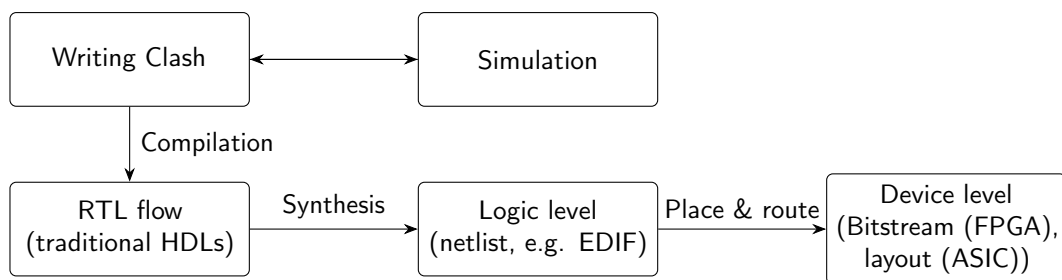 Writing Clash
Simulation
Compilation
RTL flow
(traditional HDLs)
Synthesis
Logic level
(netlist, e.g. EDIF)
Place & route
Device level
(Bitstream (FPGA),
layout (ASIC))